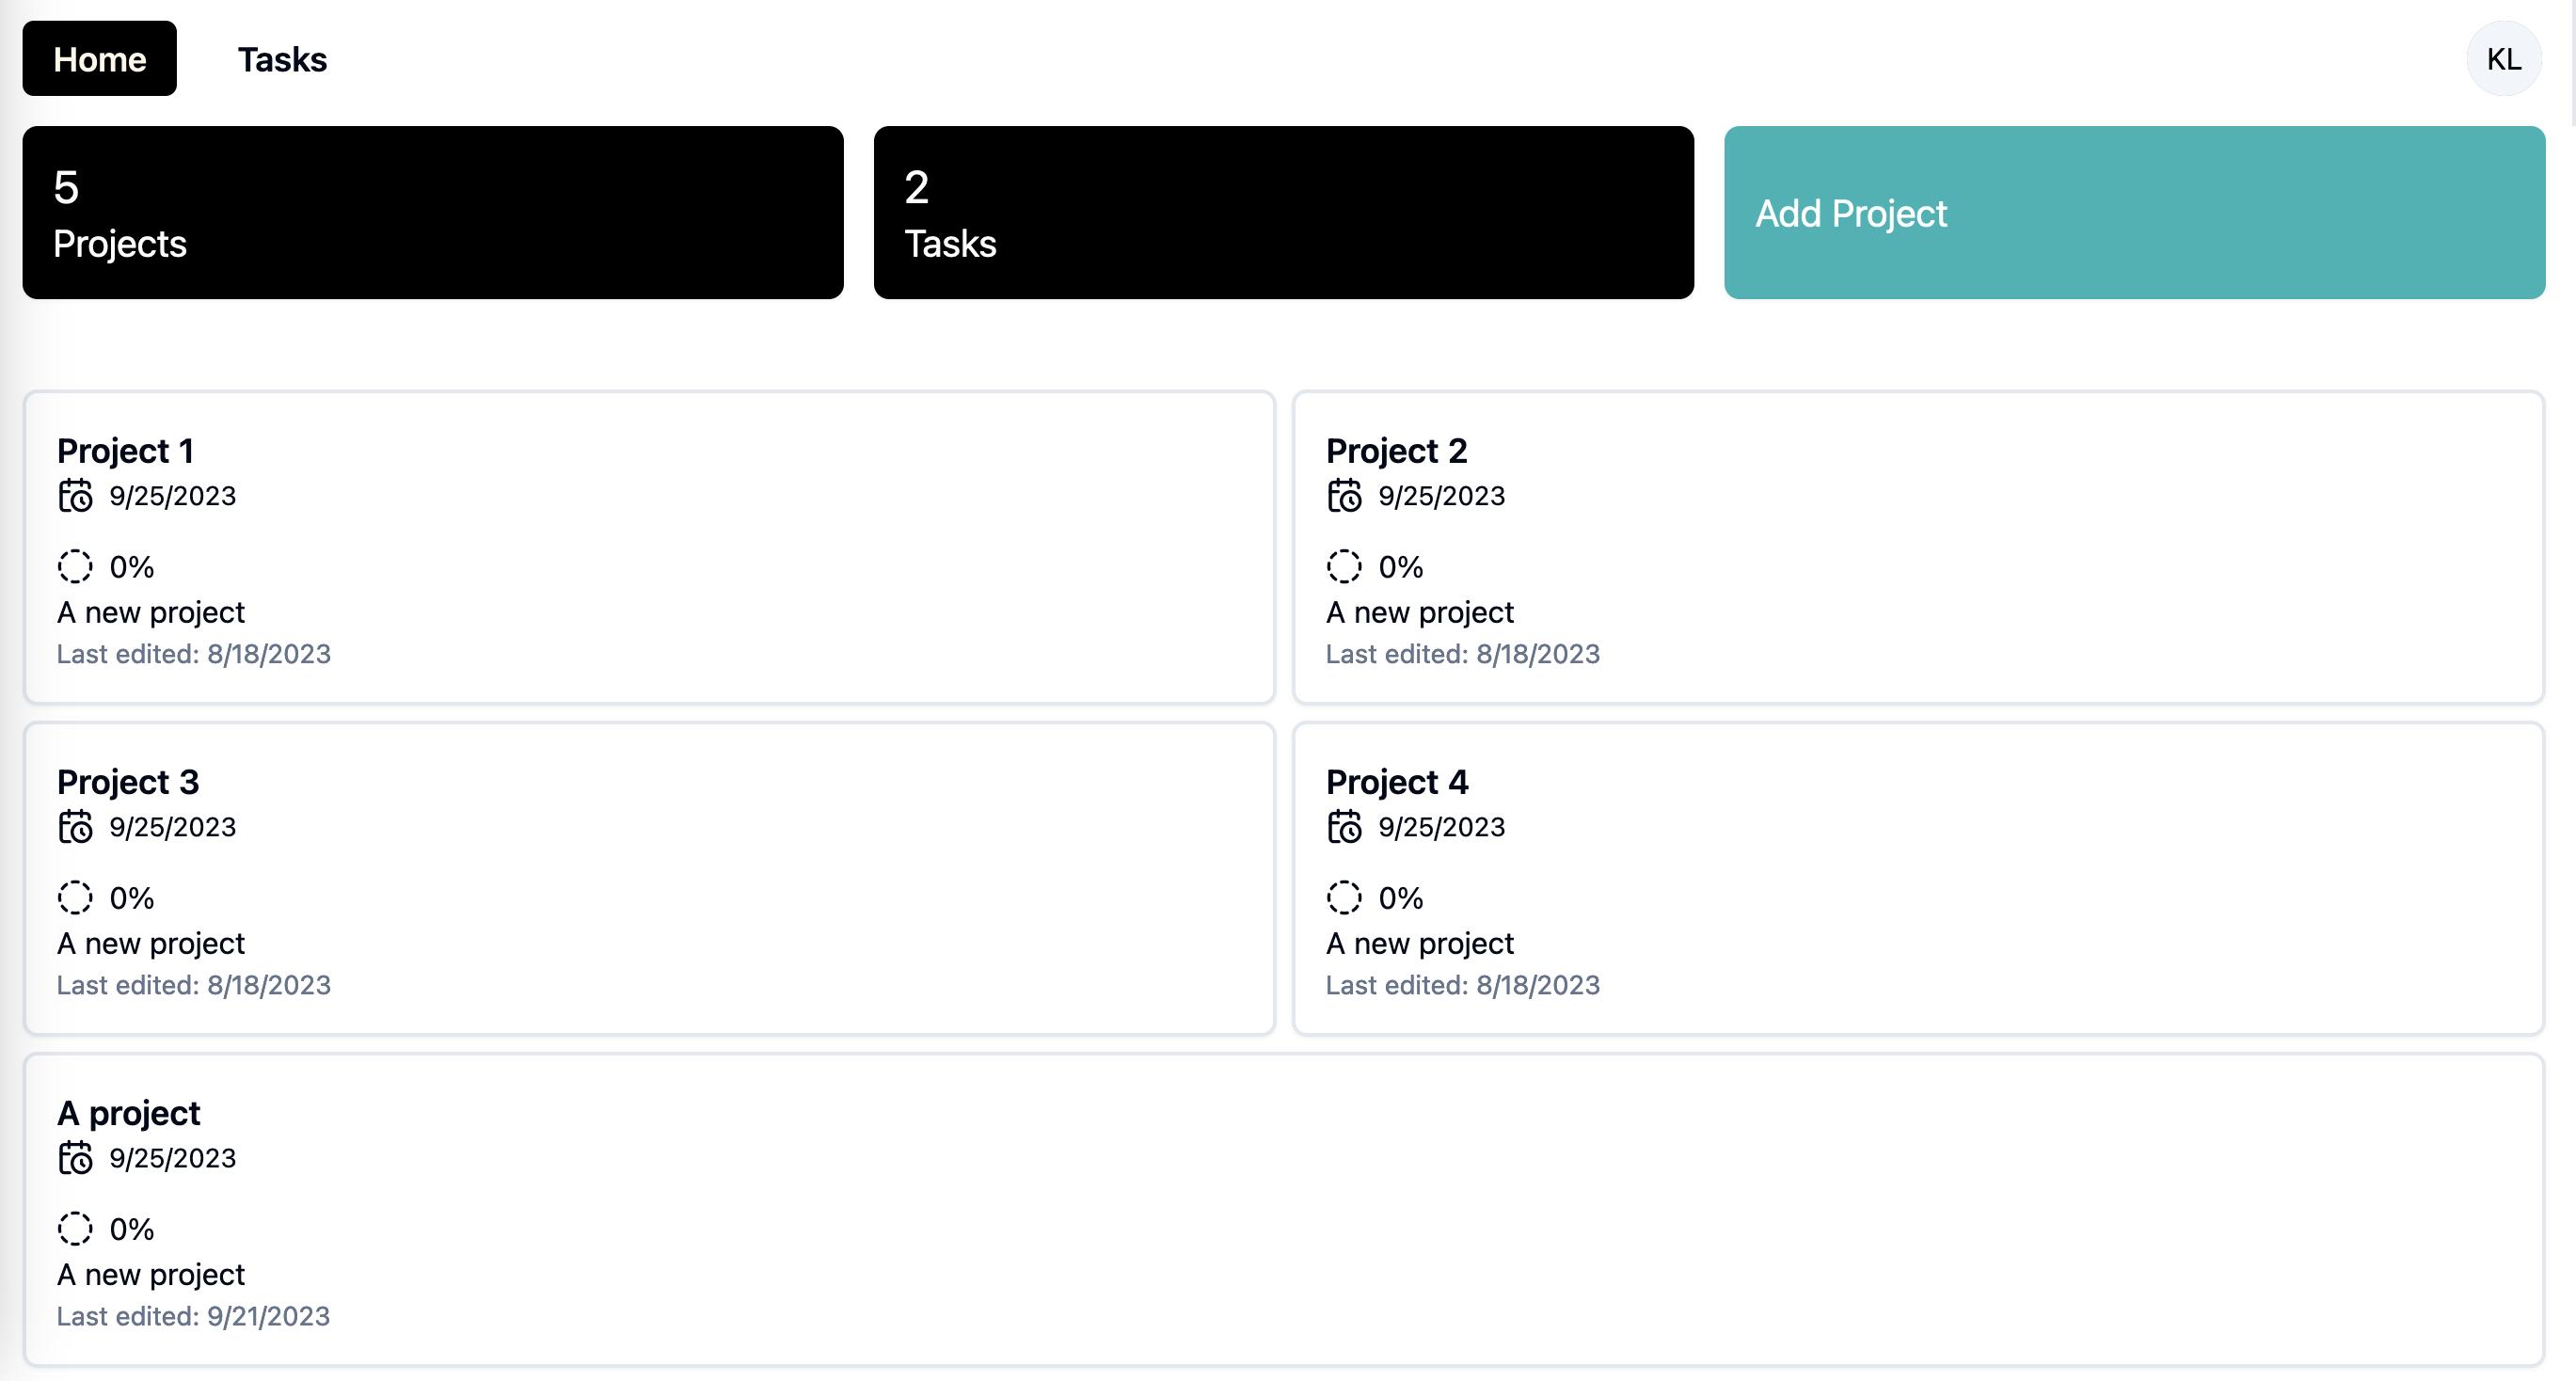 Home Tasks KL
5
Projects
2
Tasks
Add Project
Project 1
9/25/2023
0%
A new project
Last edited: 8/18/2023
Project 2
9/25/2023
0%
A new project
Last edited: 8/18/2023
Project 3
9/25/2023
0%
A new project
Last edited: 8/18/2023
Project 4
9/25/2023
0%
A new project
Last edited: 8/18/2023
A project
9/25/2023
0%
A new project
Last edited: 9/21/2023